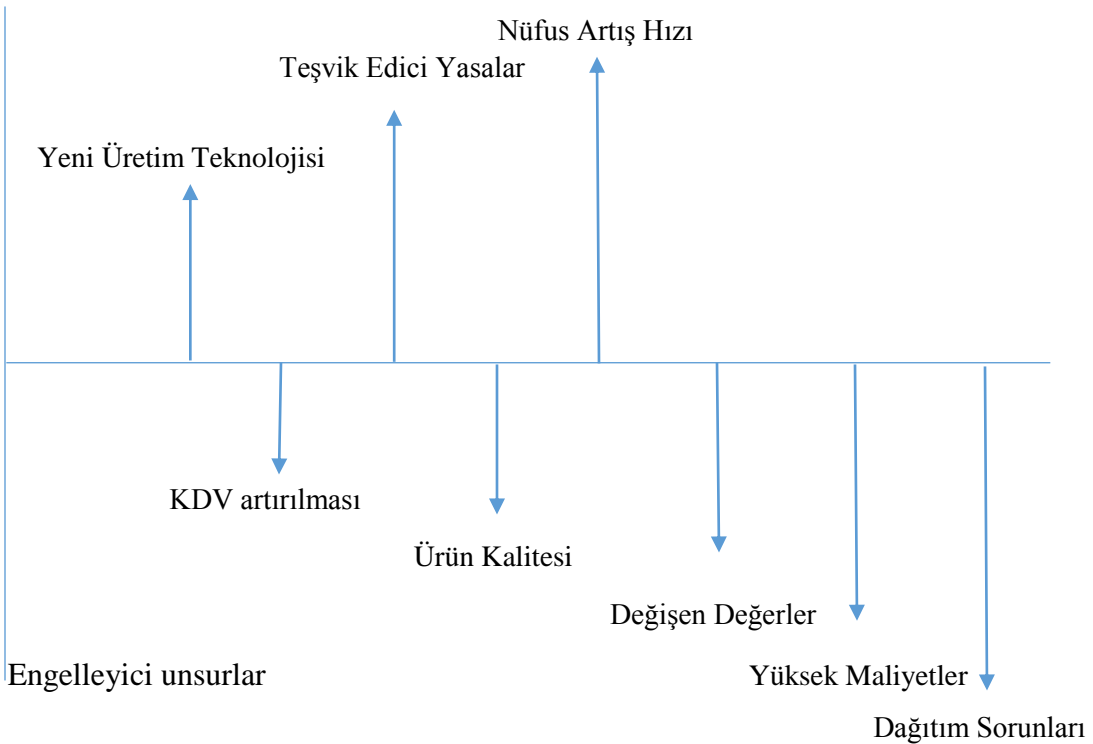 Nüfus Artış Hızı
Teşvik Edici Yasalar
Yeni Üretim Teknolojisi
KDV artırılması
Ürün Kalitesi
Değişen Değerler
Engelleyici unsurlar
Yüksek Maliyetler
Dağıtım Sorunları